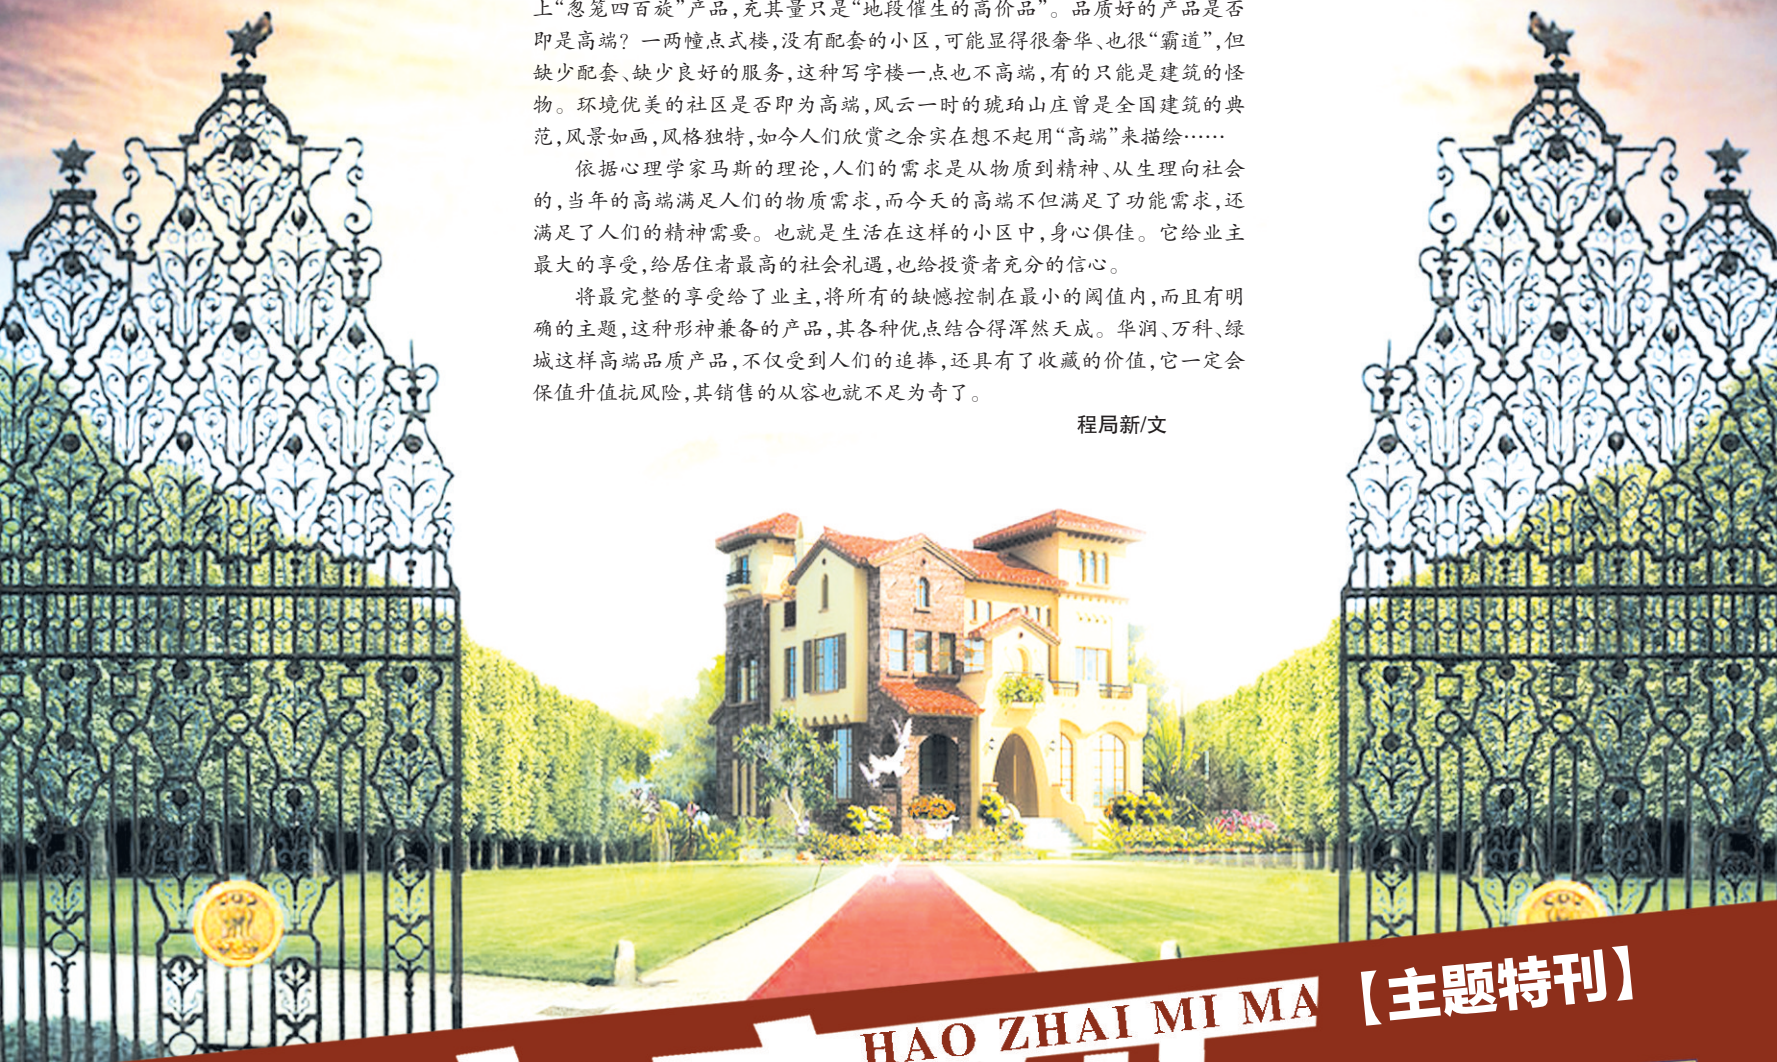 上“忽笼四百旋”产品,充其量只是“地段催生的高价品”。品质好的产品是否
即是高端？一两幢点式楼,没有配套的小区,可能显得很奢华、也很“霸道”,但
缺少配套、缺少良好的服务,这种写字楼一点也不高端,有的只能是建筑的怪
物。环境优美的社区是否即为高端,风云一时的琥珀山庄曾是全国建筑的典
范,风景如画,风格独特,如今人们欣赏之余实在想不起用“高端”来描绘……
依据心理学家马斯的理论,人们的需求是从物质到精神、从生理向社会
的,当年的高端满足人们的物质需求,而今天的高端不但满足了功能需求,还
满足了人们的精神需要。也就是生活在这样的小区中,身心俱佳。它给业主
最大的享受,给居住者最高的社会礼遇,也给投资者充分的信心。
将最完整的享受给了业主,将所有的缺憾控制在最小的阈值内,而且有明
确的主题,这种形神兼备的产品,其各种优点结合得浑然天成。华润、万科、绿
城这样高端品质产品,不仅受到人们的追捧,还具有了收藏的价值,它一定会
保值升值抗风险,其销售的从容也就不足为奇了。
程局新/文
HAO ZHAI MI MA
【主题特刊】